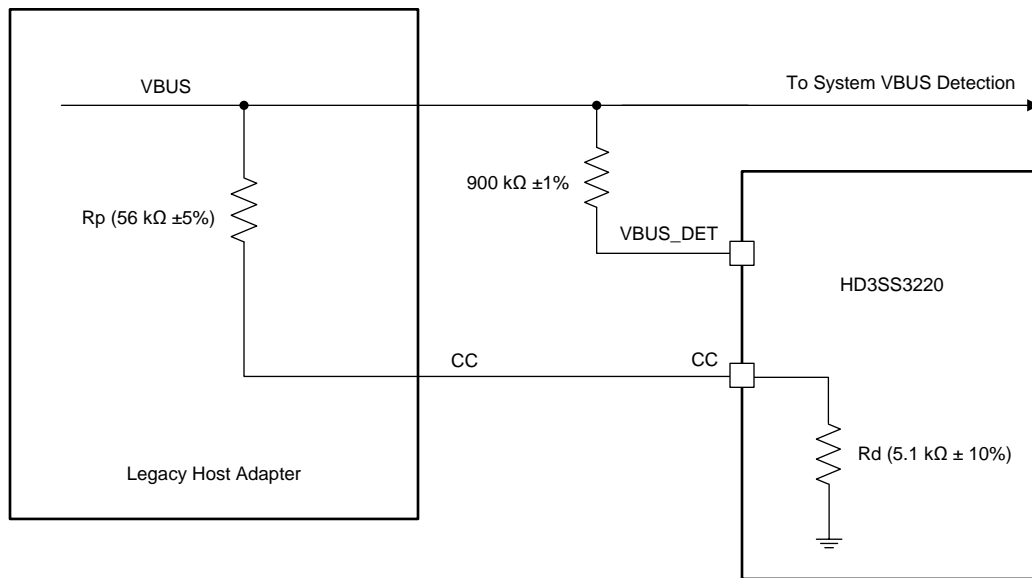 VBUS
To System VBUS Detection
900 kΩ ±1%
Rp (56 kΩ ±5%)
VBUS_DET
HD3SS3220
CC
CC
Rd (5.1 kΩ ± 10%)
Legacy Host Adapter